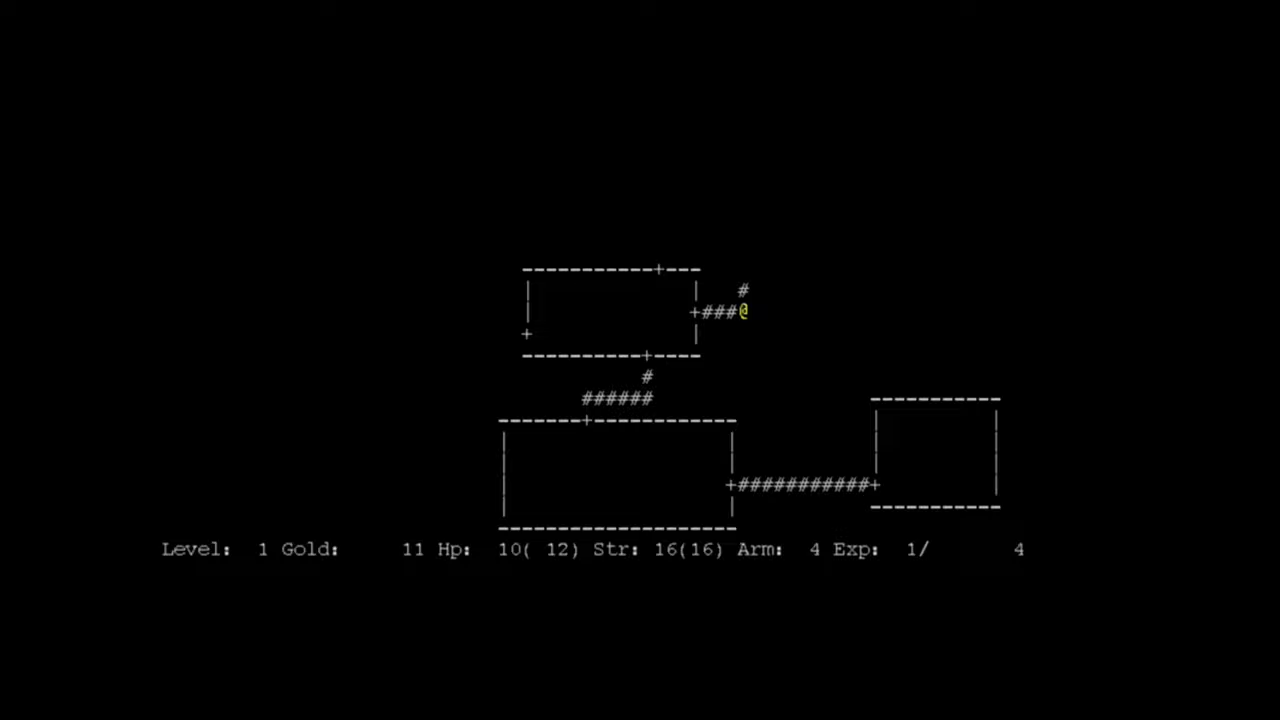 ------------+---
|             |   #
|             +###@
+             |
----------+----
#
######          -----------
-------+------------   |         |
|                  |   |         |
|                  |   |         |
|                  +###########+         |
|                  |   -----------
--------------------
Level:  1 Gold:     11 Hp:  10( 12) Str: 16(16) Arm:  4 Exp:  1/       4